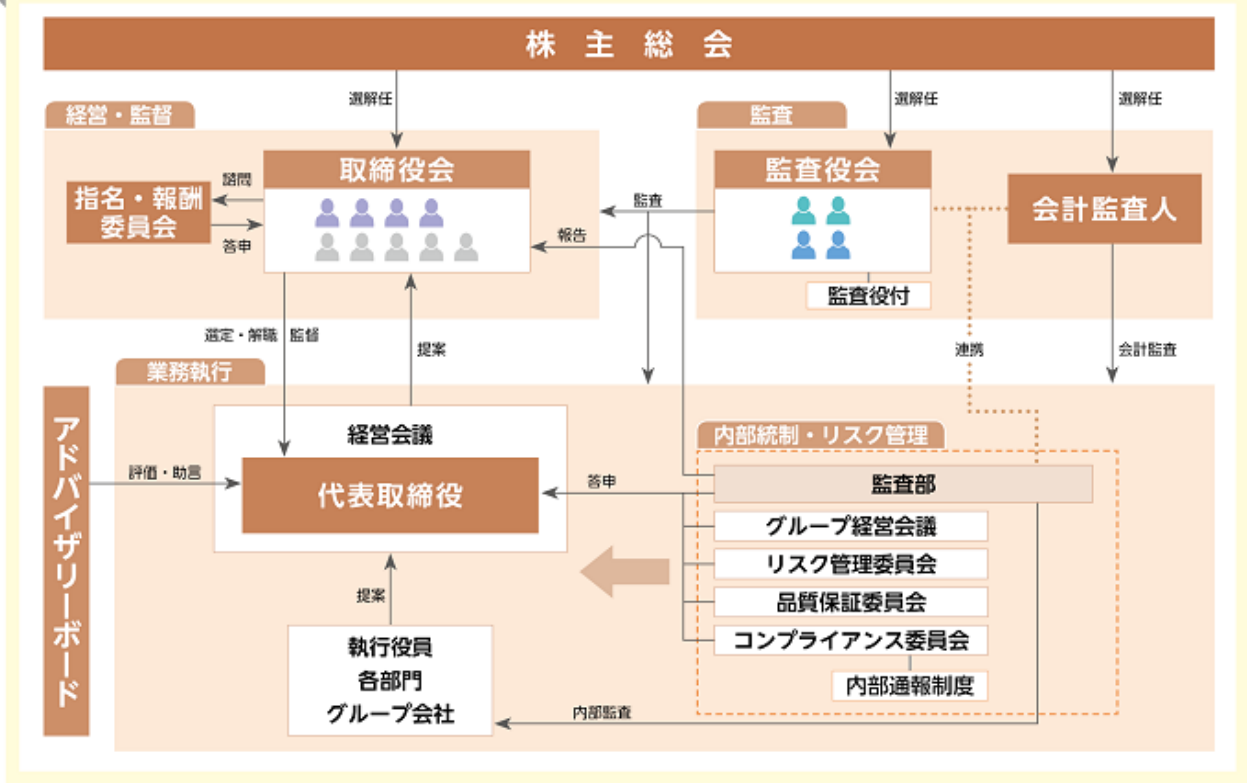 株主総会
選解任
選解任
選解任
経営・監督
監査
取締役会
監査役会
会計監査人
指名・報酬
委員会
諮問
答申
監査
報告
監査役付
選定・解職
監督
提案
連携
会計監査
業務執行
アドバイザリーボード
評価・助言
経営会議
代表取締役
答申
内部統制・リスク管理
監査部
グループ経営会議
リスク管理委員会
品質保証委員会
コンプライアンス委員会
内部通報制度
提案
執行役員
各部門
グループ会社
内部監査